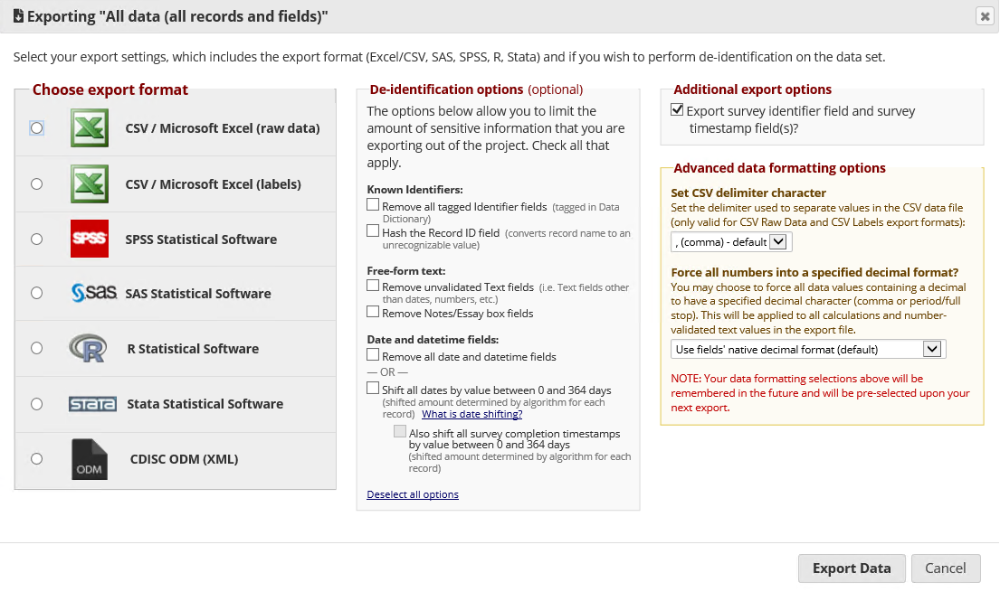 Exporting "All data (all records and fields)"
Select your export settings, which includes the export format (Excel/CSV, SAS, SPSS, R, Stata) and if you wish to perform de-identification on the data set.
Choose export format
CSV / Microsoft Excel (raw data)
CSV / Microsoft Excel (labels)
SPSS
SPSS Statistical Software
sas
SAS Statistical Software
R
R Statistical Software
STATA
Stata Statistical Software
ODM
CDISC ODM (XML)
De-identification options (optional)
The options below allow you to limit the
amount of sensitive information that you are
exporting out of the project. Check all that
apply.
Known Identifiers:
Remove all tagged Identifier fields (tagged in Data
Dictionary)
Hash the Record ID field (converts record name to an
unrecognizable value)
Free-form text:
Remove unvalidated Text fields (i.e. Text fields other
than dates, numbers, etc.)
Remove Notes/Essay box fields
Date and datetime fields:
Remove all date and datetime fields
— OR —
Shift all dates by value between 0 and 364 days
(shifted amount determined by algorithm for each
record) What is date shifting?
Also shift all survey completion timestamps
by value between 0 and 364 days
(shifted amount determined by algorithm for each
record)
Deselect all options
Additional export options
Export survey identifier field and survey
timestamp field(s)?
Advanced data formatting options
Set CSV delimiter character
Set the delimiter used to separate values in the CSV data file
(only valid for CSV Raw Data and CSV Labels export formats):
, (comma) - default
Force all numbers into a specified decimal format?
You may choose to force all data values containing a decimal
to have a specified decimal character (comma or period/full
stop). This will be applied to all calculations and number-
validated text values in the export file.
Use fields' native decimal format (default)
NOTE: Your data formatting selections above will be
remembered in the future and will be pre-selected upon your
next export.
Export Data
Cancel